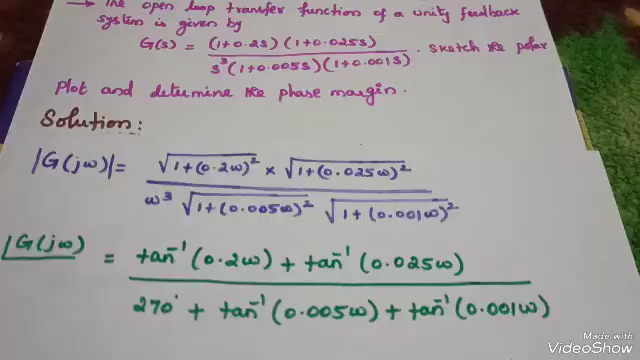 → The open loop transfer function of a unity feedback
system is given by
G(s) = (1+0.2s) (1+0.025s) / s³(1+0.005s)(1+0.001s) . sketch the polar
Plot and determine the phase margin.
Solution:
|G(jω)| = √1+(0.2ω)² × √1+(0.025ω)² / ω³ √1+(0.005ω)² √1+(0.001ω)²
∠G(jω) = tan⁻¹(0.2ω) + tan⁻¹(0.025ω) / 270° + tan⁻¹(0.005ω) + tan⁻¹(0.001ω)
Made with
VideoShow